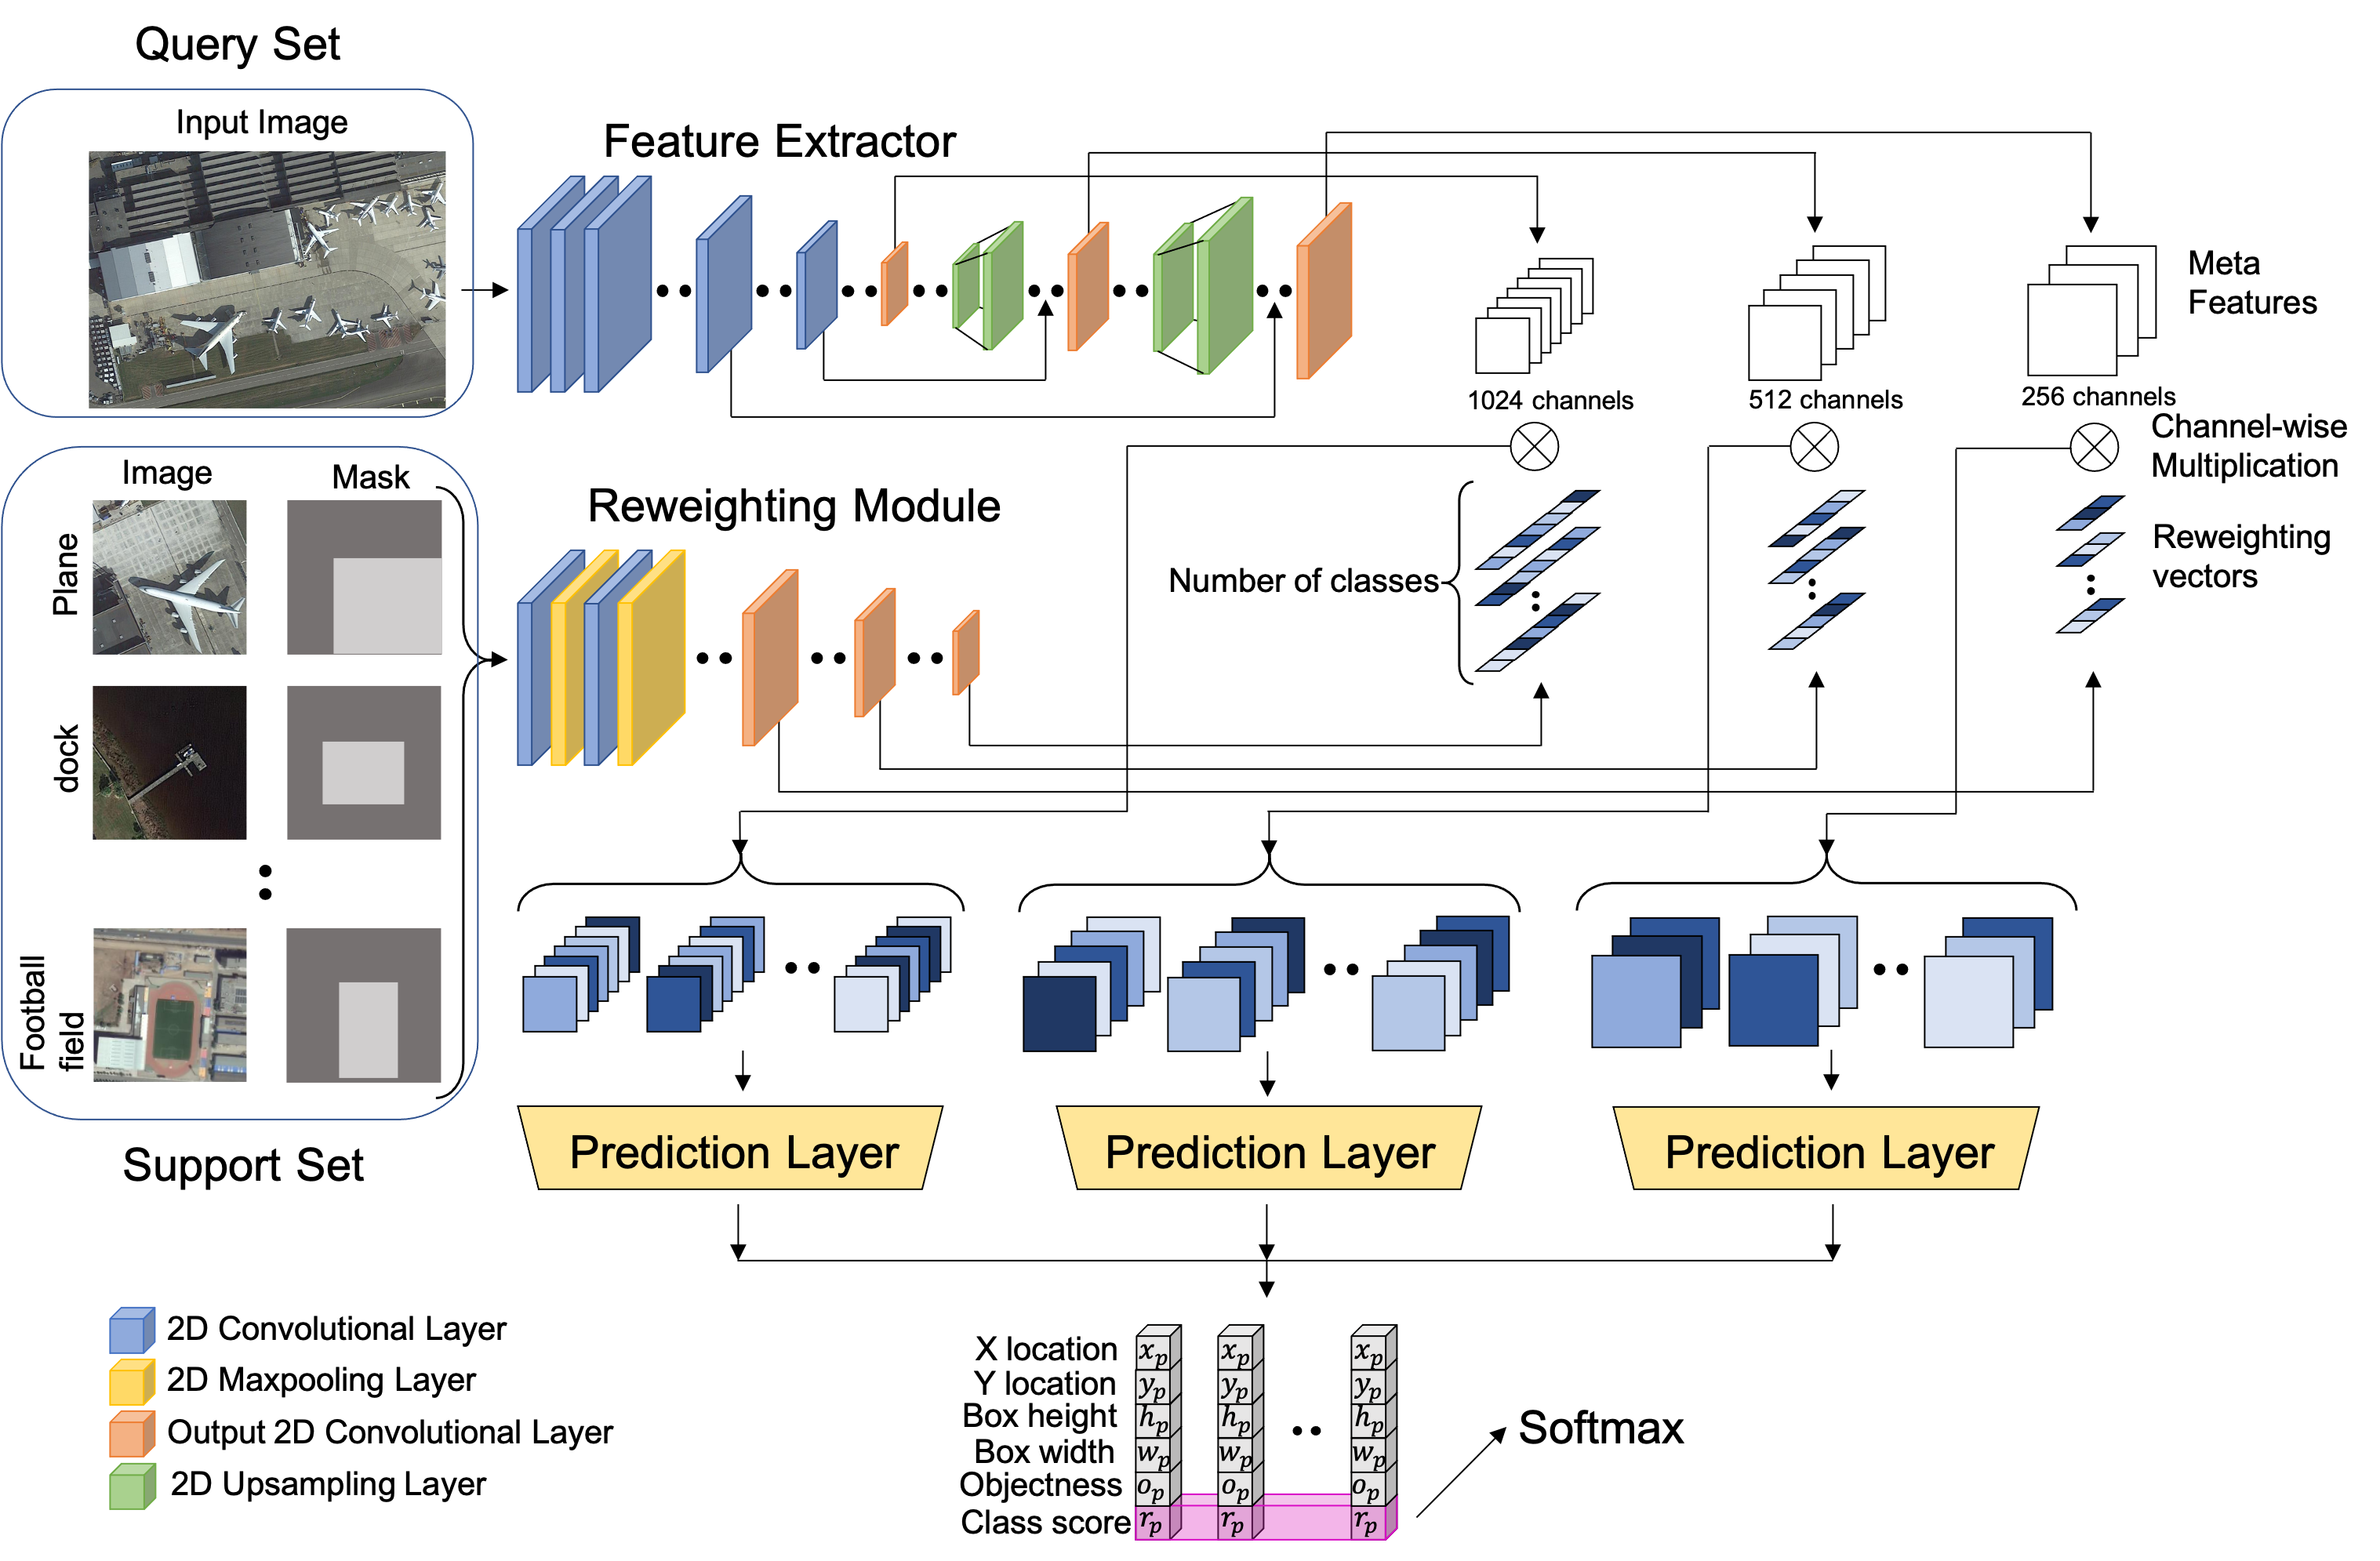 Query Set
Input Image
Feature Extractor
Meta
Features
1024 channels
512 channels
256 channels
Channel-wise
Multiplication
Image
Mask
Reweighting Module
Plane
Number of classes
Reweighting
vectors
dock
Football
field
Support Set
Prediction Layer
Prediction Layer
Prediction Layer
2D Convolutional Layer
2D Maxpooling Layer
Output 2D Convolutional Layer
2D Upsampling Layer
X location x_p x_p x_p
Y location y_p y_p y_p
Box height h_p h_p h_p
Box width w_p w_p w_p
Objectness o_p o_p o_p
Class score r_p r_p r_p
Softmax